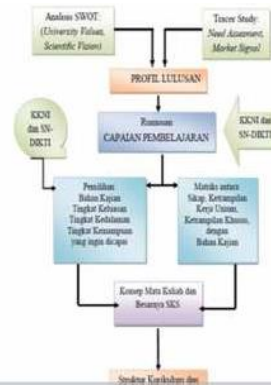 Analisis SWOT:
(University Values,
Scientific Vision)
Tracer Study:
Need Assesment,
Market Signal
PROFIL LULUSAN
KKNI
dan SN-
DIKTI
Rumusan
CAPAIAN PEMBELAJARAN
KKNI dan
SN-DIKTI
Pemilihan
Bahan Kajian
Tingkat Keluasan
Tingkat Kedalaman
Tingkat Kemampuan
yang ingin dicapai
Matriks antara
Sikap, Ketrampilan
Kerja Umum,
Ketrampilan Khusus,
dengan
Bahan Kajian
Konsep Mata Kuliah dan
Besarnya SKS
Struktur Kurikulum dan